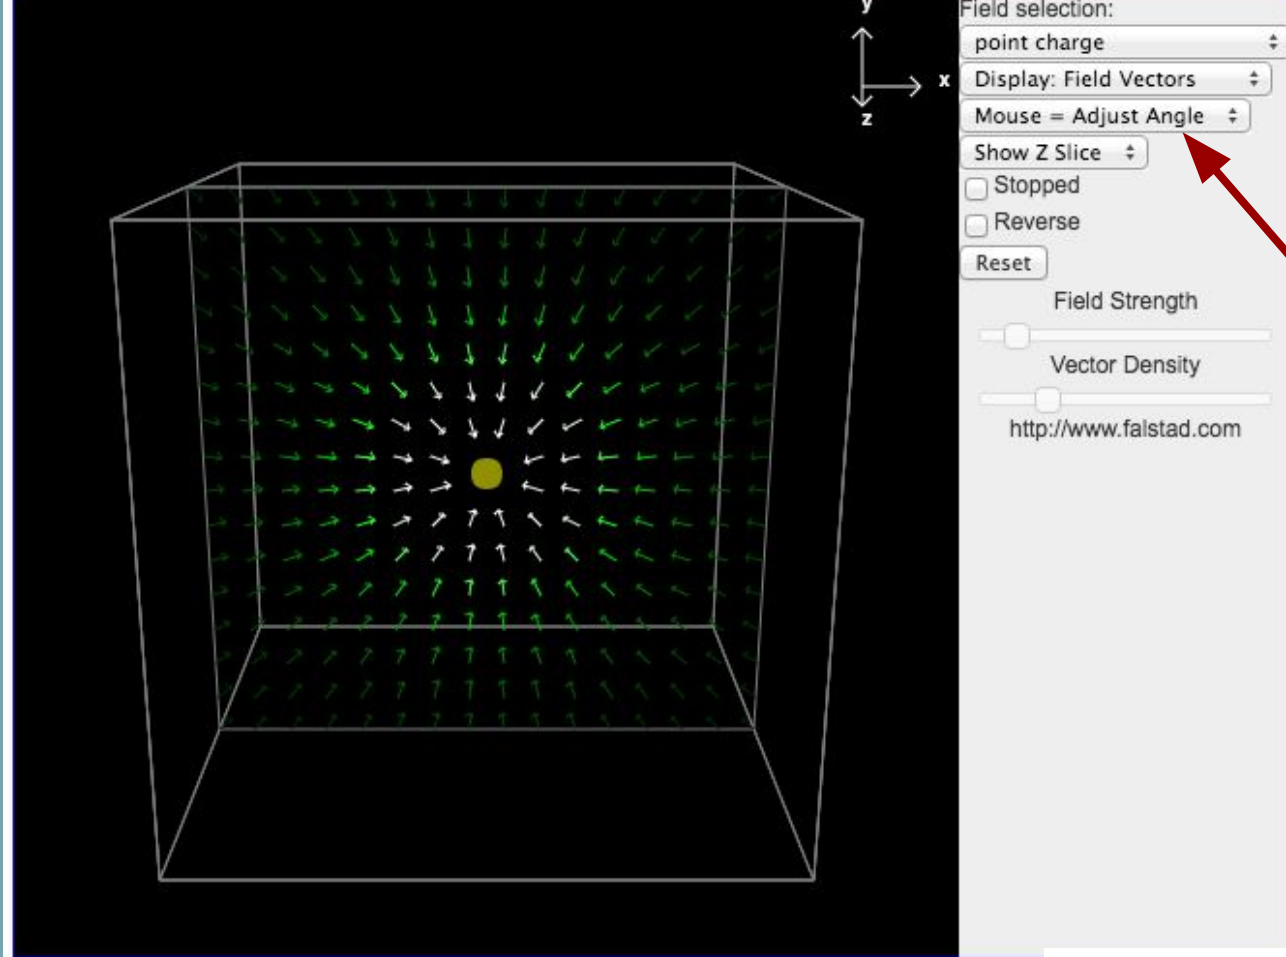 y
x
z
Field selection:
point charge
Display: Field Vectors
Mouse = Adjust Angle
Show Z Slice
Stopped
Reverse
Reset
Field Strength
Vector Density
http://www.falstad.com